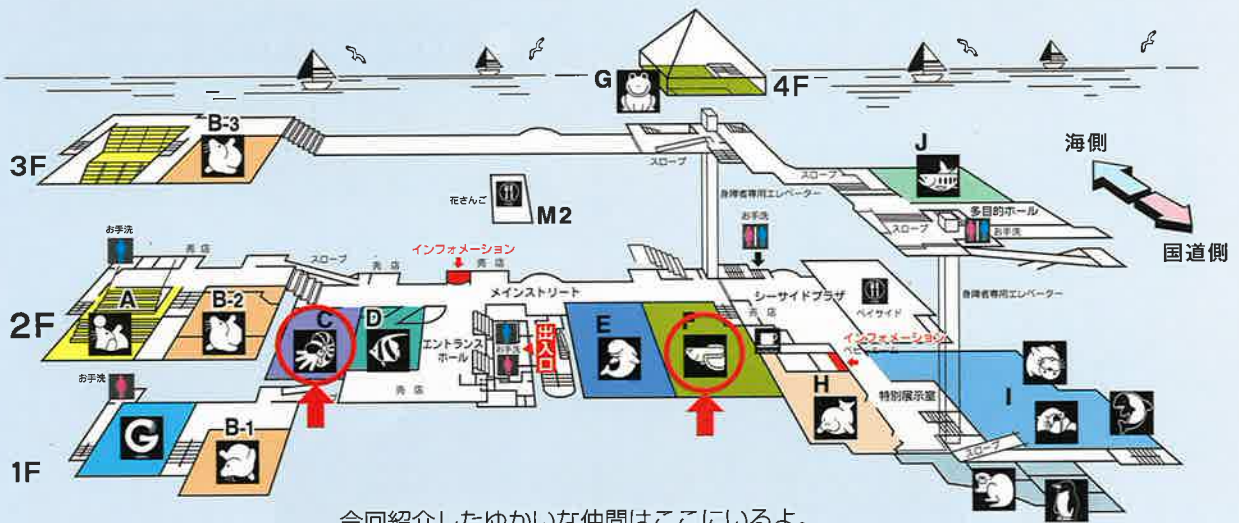 G
4F
B-3
3F
スロープ
J
海側
スロープ
身障者専用エレベーター
多目的ホール
花さんご
M2
お手洗
スロープ
お手洗
国道側
お手洗
売店
スロープ
売店
インフォメーション
売店
メインストリート
シーサイドプラザ
身障者専用エレベーター
2F
A
B-2
C
D
エントランスホール
お手洗
出入口
E
F
売店
ベイサイド
インフォメーション
お手洗
売店
H
特別展示室
I
G
B-1
スロープ
1F
今回紹介したゆかいな仲間はここにいるよ。